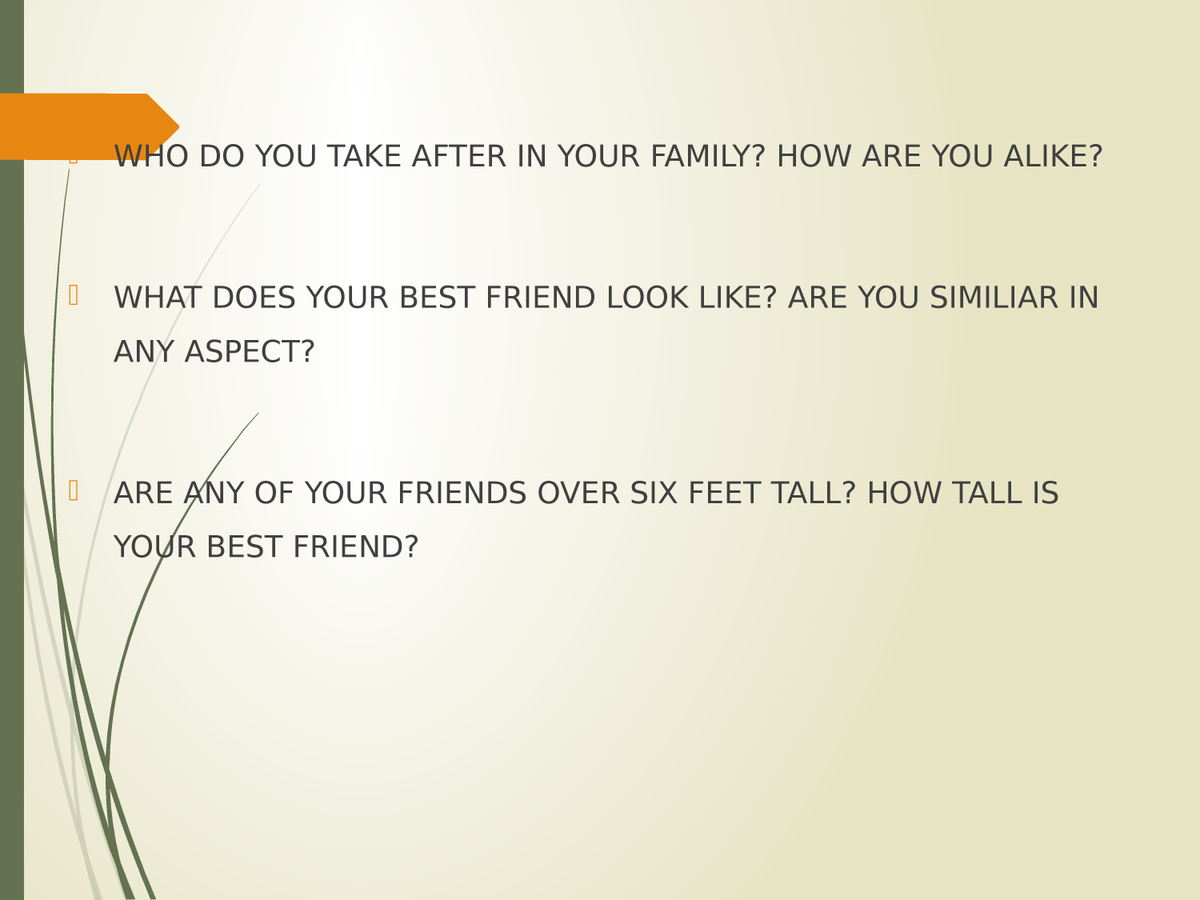 WHO DO YOU TAKE AFTER IN YOUR FAMILY? HOW ARE YOU ALIKE?
WHAT DOES YOUR BEST FRIEND LOOK LIKE? ARE YOU SIMILIAR IN
ANY ASPECT?
ARE ANY OF YOUR FRIENDS OVER SIX FEET TALL? HOW TALL IS
YOUR BEST FRIEND?